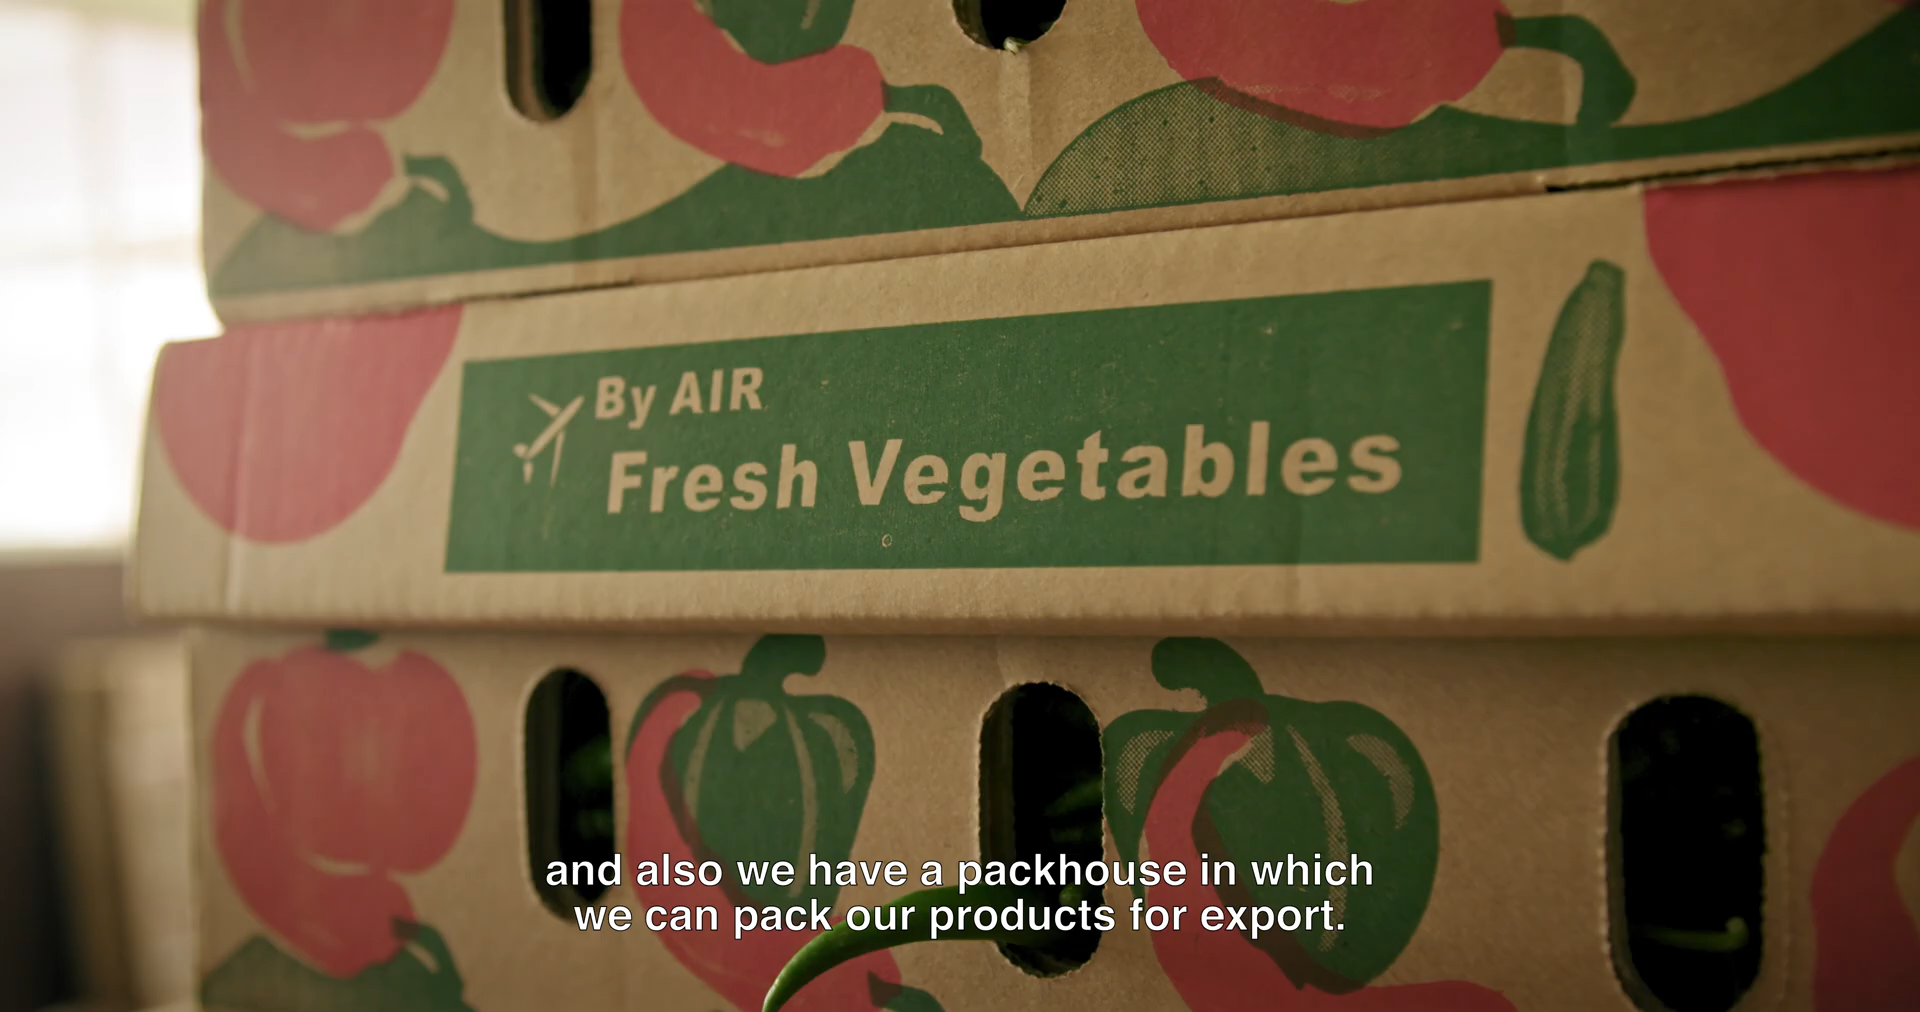 By AIR
Fresh Vegetables
and also we have a packhouse in which
we can pack our products for export.